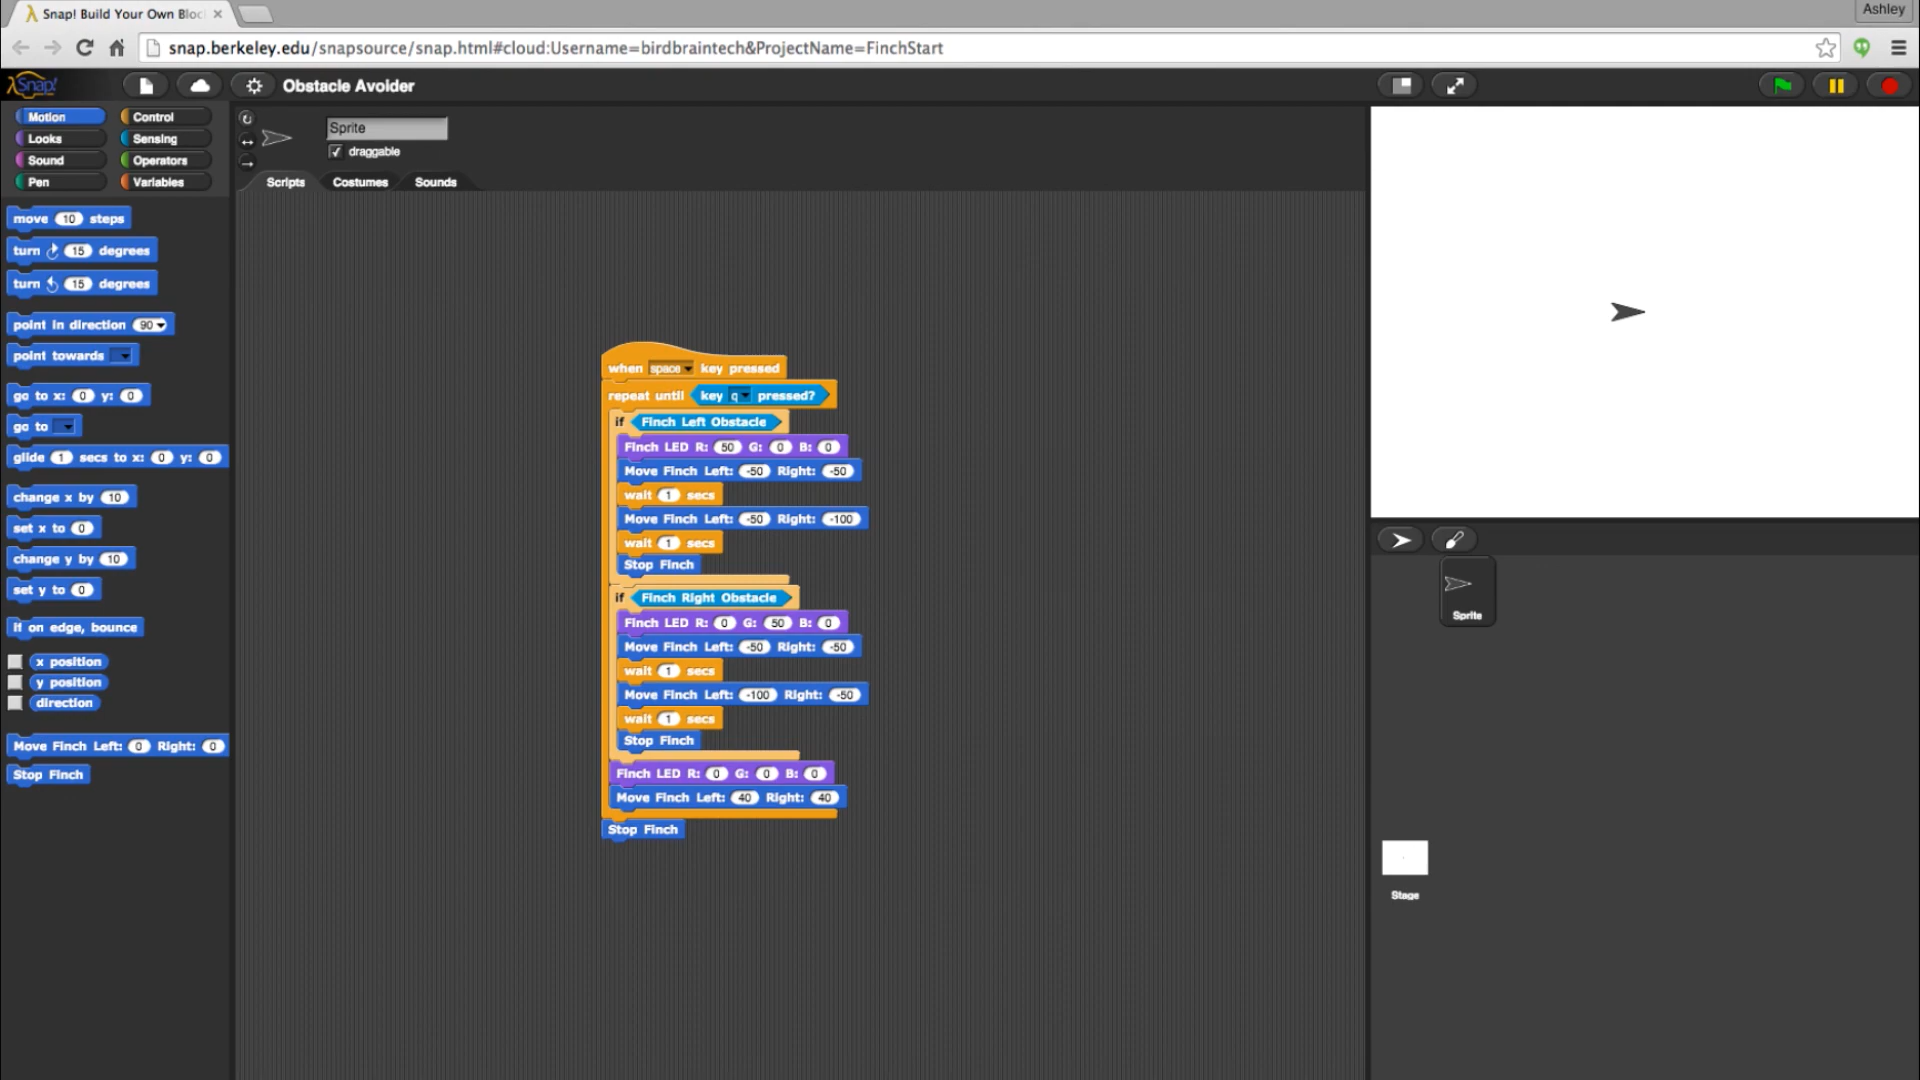 Snap! Build Your Own Bloc
Ashley
snap.berkeley.edu/snapsource/snap.html#cloud:Username=birdbraintech&ProjectName=FinchStart
Snap!
Obstacle Avoider
Motion
Control
Looks
Sensing
Sound
Operators
Pen
Variables
Sprite
draggable
Scripts
Costumes
Sounds
move 10 steps
turn 15 degrees
turn 15 degrees
point in direction 90
point towards
go to x: 0 y: 0
go to
glide 1 secs to x: 0 y: 0
change x by 10
set x to 0
change y by 10
set y to 0
if on edge, bounce
x position
y position
direction
Move Finch Left: 0 Right: 0
Stop Finch
when space key pressed
repeat until key q pressed?
if Finch Left Obstacle
Finch LED R: 50 G: 0 B: 0
Move Finch Left: -50 Right: -50
wait 1 secs
Move Finch Left: -50 Right: -100
wait 1 secs
Stop Finch
if Finch Right Obstacle
Finch LED R: 0 G: 50 B: 0
Move Finch Left: -50 Right: -50
wait 1 secs
Move Finch Left: -100 Right: -50
wait 1 secs
Stop Finch
Finch LED R: 0 G: 0 B: 0
Move Finch Left: 40 Right: 40
Stop Finch
Sprite
Stage